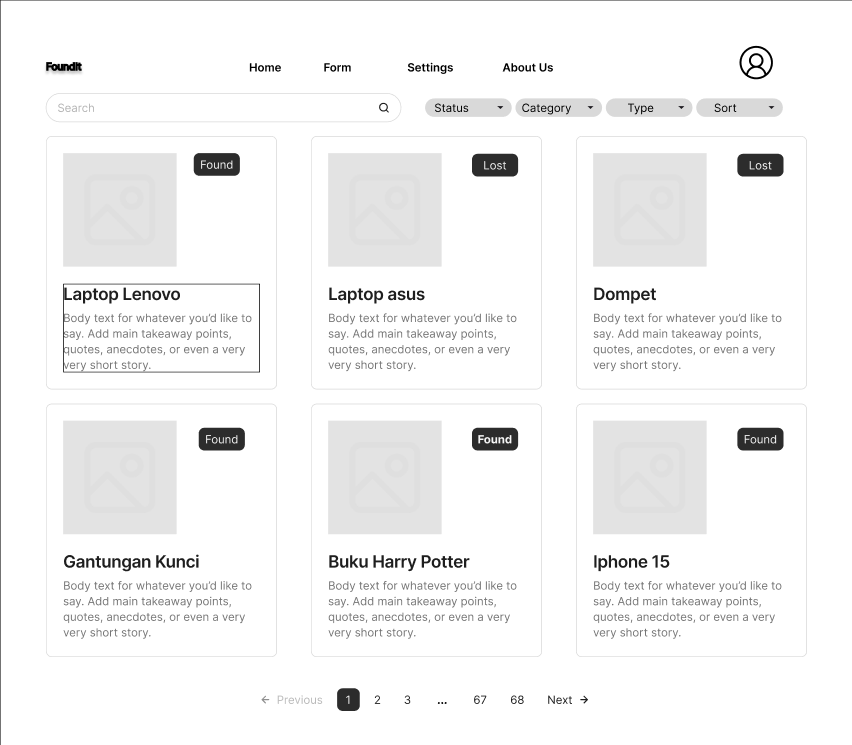 FoundIt
Home Form Settings About Us
Search
Status Category Type Sort
Found
Laptop Lenovo
Body text for whatever you'd like to
say. Add main takeaway points,
quotes, anecdotes, or even a very
very short story.
Lost
Laptop asus
Body text for whatever you'd like to
say. Add main takeaway points,
quotes, anecdotes, or even a very
very short story.
Lost
Dompet
Body text for whatever you'd like to
say. Add main takeaway points,
quotes, anecdotes, or even a very
very short story.
Found
Gantungan Kunci
Body text for whatever you'd like to
say. Add main takeaway points,
quotes, anecdotes, or even a very
very short story.
Found
Buku Harry Potter
Body text for whatever you'd like to
say. Add main takeaway points,
quotes, anecdotes, or even a very
very short story.
Found
Iphone 15
Body text for whatever you'd like to
say. Add main takeaway points,
quotes, anecdotes, or even a very
very short story.
← Previous 1 2 3 ... 67 68 Next →